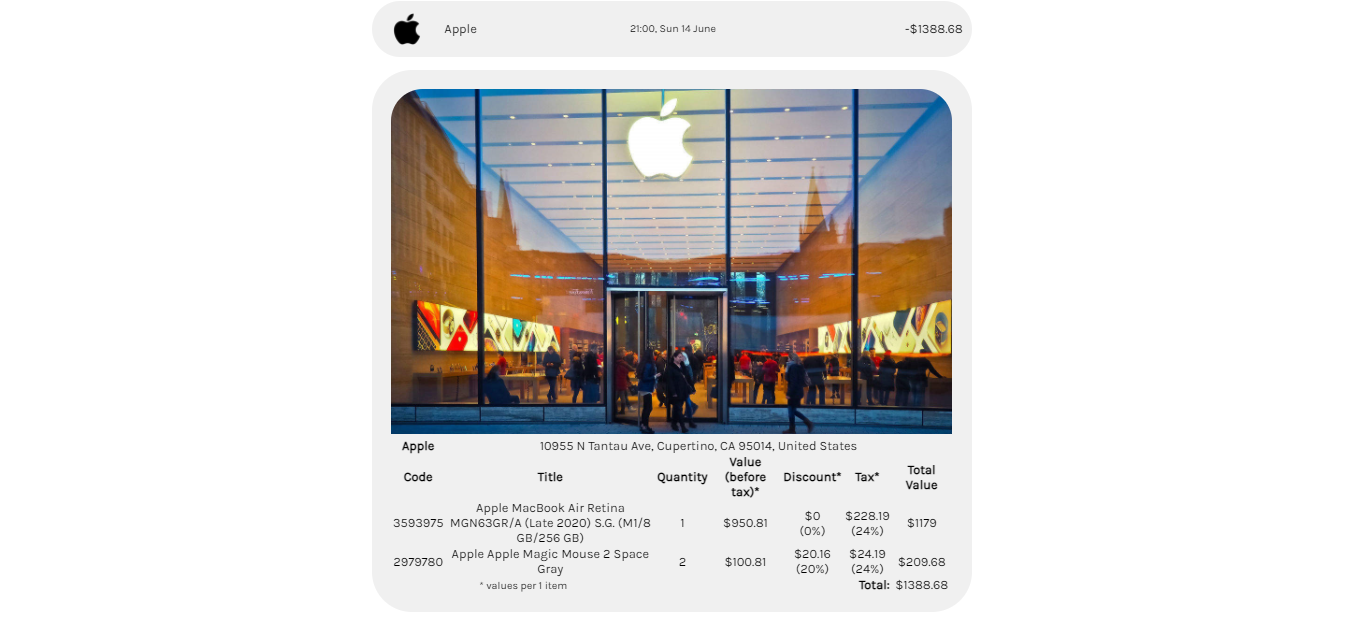 Apple 21:00, Sun 14 June -$1388.68
Apple 10955 N Tantau Ave, Cupertino, CA 95014, United States
Code Title Quantity Value (before tax)* Discount* Tax* Total Value
3593975 Apple MacBook Air Retina MGN63GR/A (Late 2020) S.G. (M1/8 GB/256 GB) 1 $950.81 $0 (0%) $228.19 (24%) $1179
2979780 Apple Apple Magic Mouse 2 Space Gray 2 $100.81 $20.16 (20%) $24.19 (24%) $209.68
* values per 1 item Total: $1388.68